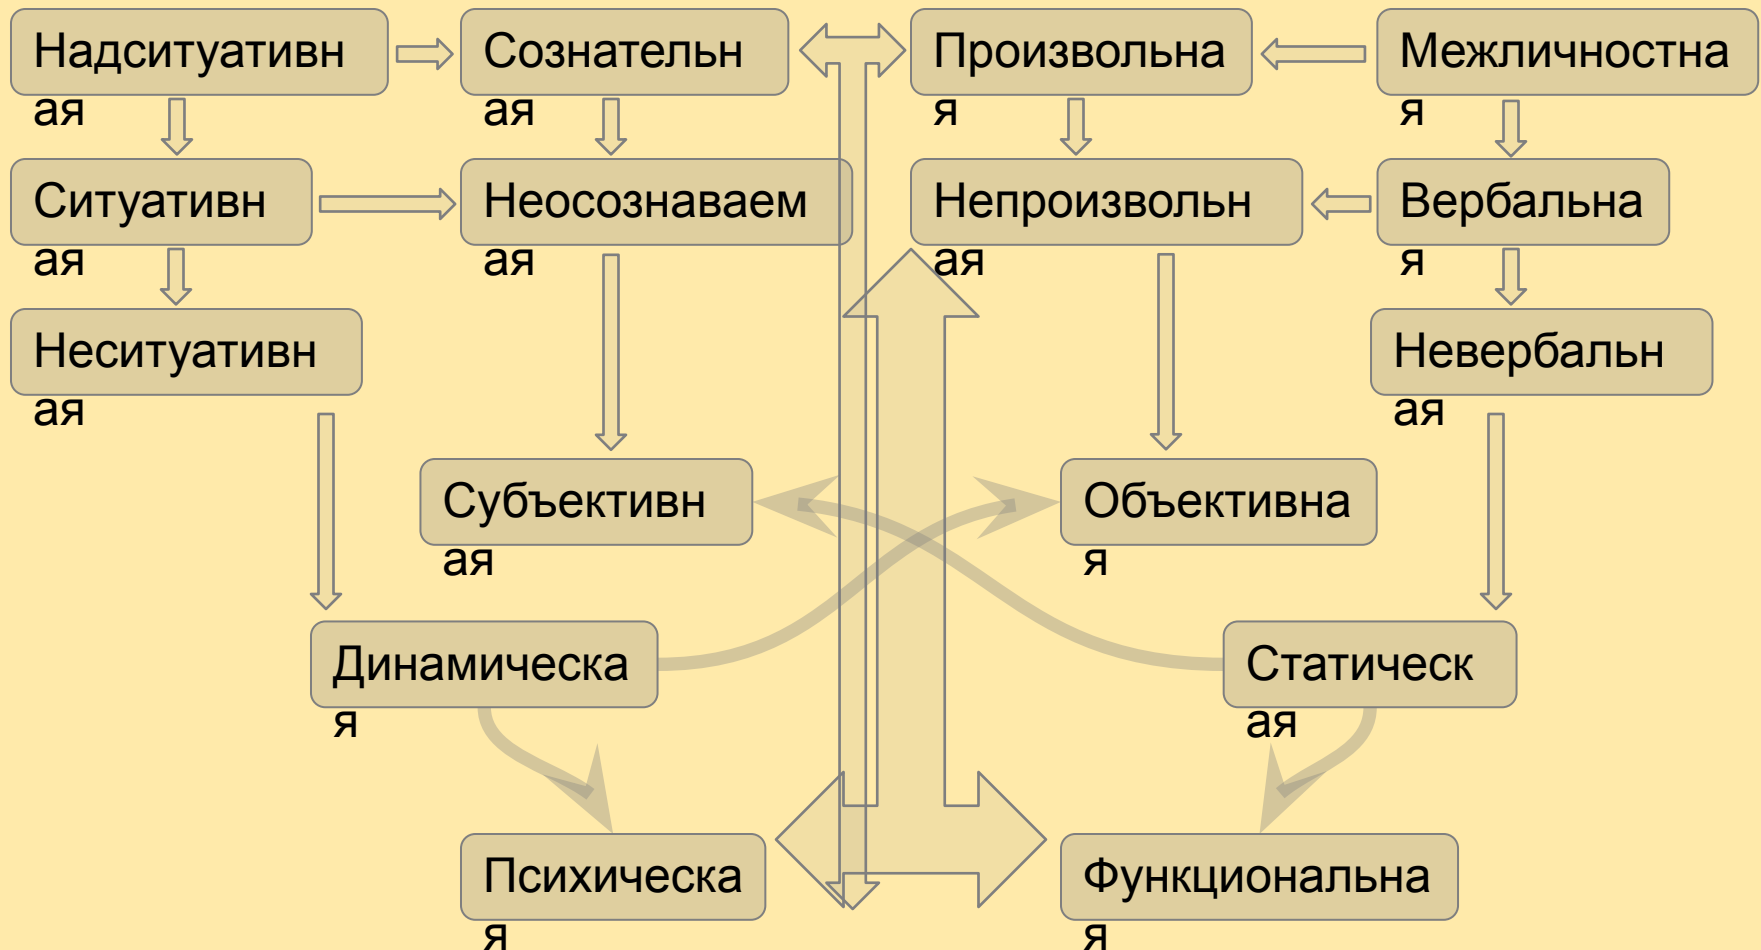 Надситуативн
ая
Сознательн
ая
Произвольна
я
Межличностна
я
Ситуативн
ая
Неосознаваем
ая
Непроизвольн
ая
Вербальна
я
Неситуативн
ая
Невербальн
ая
Субъективн
ая
Объективна
я
Динамическа
я
Статическ
ая
Психическа
я
Функциональна
я